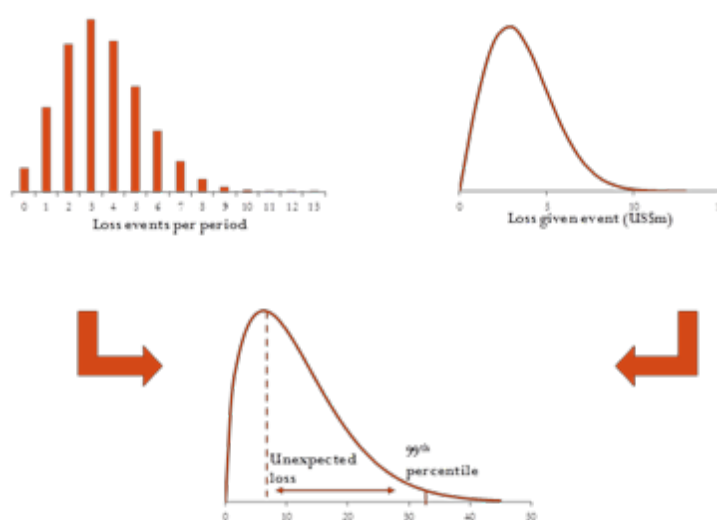 0 1 2 3 4 5 6 7 8 9 10 11 12 13
Loss events per period
0 5 10 15
Loss given event (US$m)
Unexpected
loss
99th
percentile
0 10 20 30 40 50